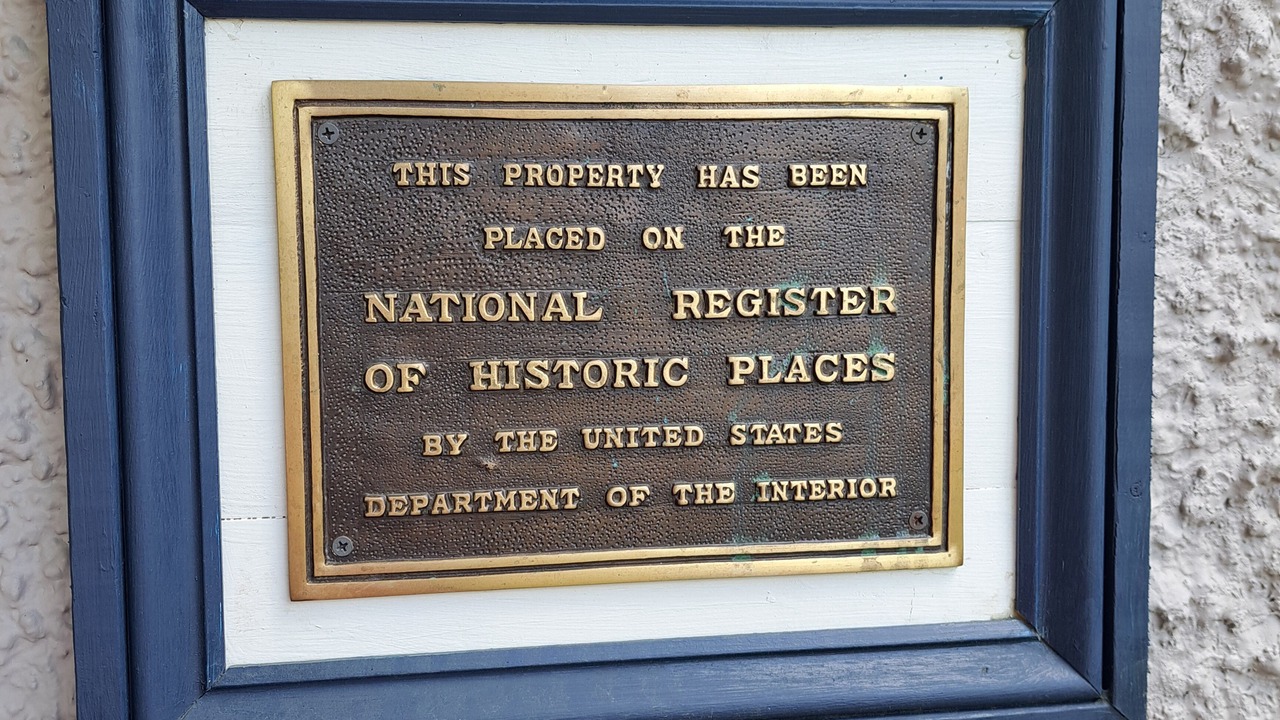 THIS PROPERTY HAS BEEN
PLACED ON THE
NATIONAL REGISTER
OF HISTORIC PLACES
BY THE UNITED STATES
DEPARTMENT OF THE INTERIOR